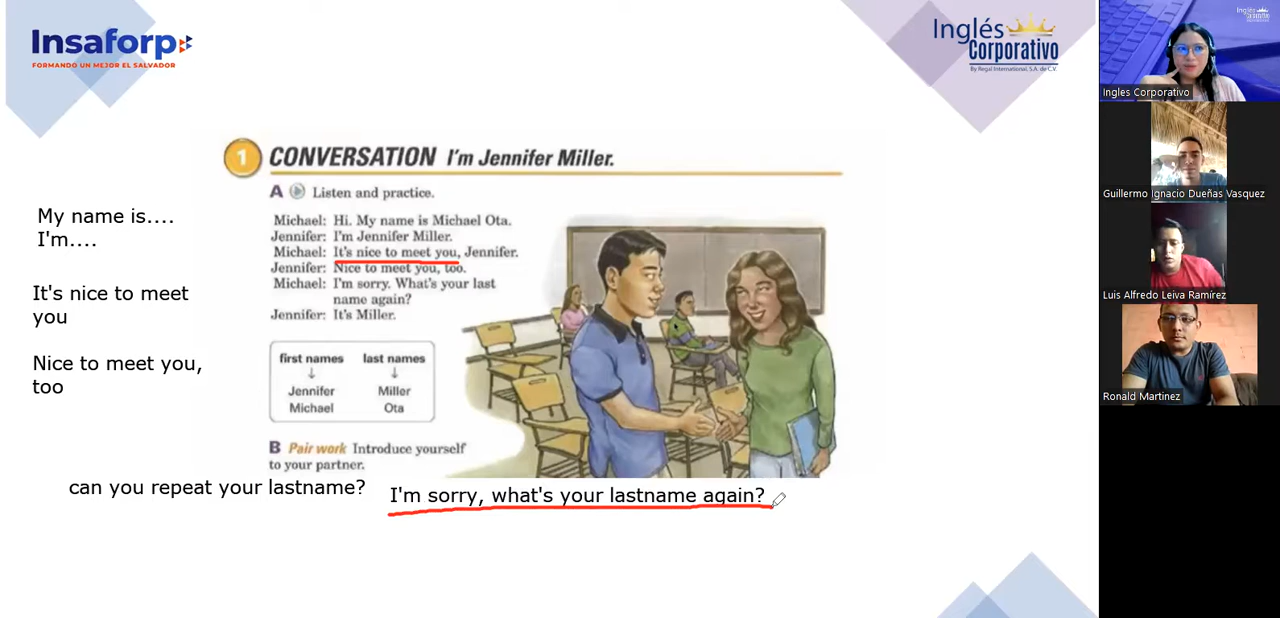 Insaforp
FORMANDO UN MEJOR EL SALVADOR
Inglés
Corporativo
By Regal International, S.A. de C.V.
1 CONVERSATION I'm Jennifer Miller.
A Listen and practice.
Michael: Hi. My name is Michael Ota.
Jennifer: I'm Jennifer Miller.
Michael: It's nice to meet you, Jennifer.
Jennifer: Nice to meet you, too.
Michael: I'm sorry. What's your last
name again?
Jennifer: It's Miller.
first names last names
Jennifer Miller
Michael Ota
B Pair work Introduce yourself
to your partner.
My name is....
I'm....
It's nice to meet
you
Nice to meet you,
too
can you repeat your lastname?
I'm sorry, what's your lastname again?
Ingles Corporativo
Guillermo Ignacio Dueñas Vasquez
Luis Alfredo Leiva Ramírez
Ronald Martinez